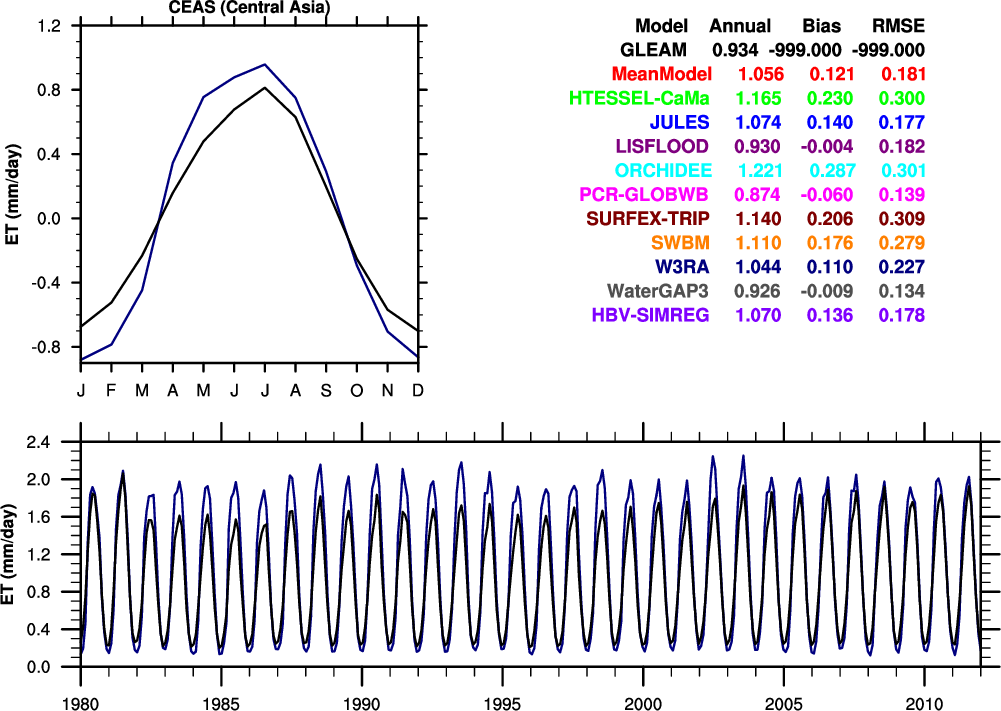 CEAS (Central Asia)
1.2
0.8
0.4
0.0
-0.4
-0.8
ET (mm/day)
J F M A M J J A S O N D
Model Annual Bias RMSE
GLEAM 0.934 -999.000 -999.000
MeanModel 1.056 0.121 0.181
HTESSEL-CaMa 1.165 0.230 0.300
JULES 1.074 0.140 0.177
LISFLOOD 0.930 -0.004 0.182
ORCHIDEE 1.221 0.287 0.301
PCR-GLOBWB 0.874 -0.060 0.139
SURFEX-TRIP 1.140 0.206 0.309
SWBM 1.110 0.176 0.279
W3RA 1.044 0.110 0.227
WaterGAP3 0.926 -0.009 0.134
HBV-SIMREG 1.070 0.136 0.178
2.4
2.0
1.6
1.2
0.8
0.4
0.0
ET (mm/day)
1980 1985 1990 1995 2000 2005 2010